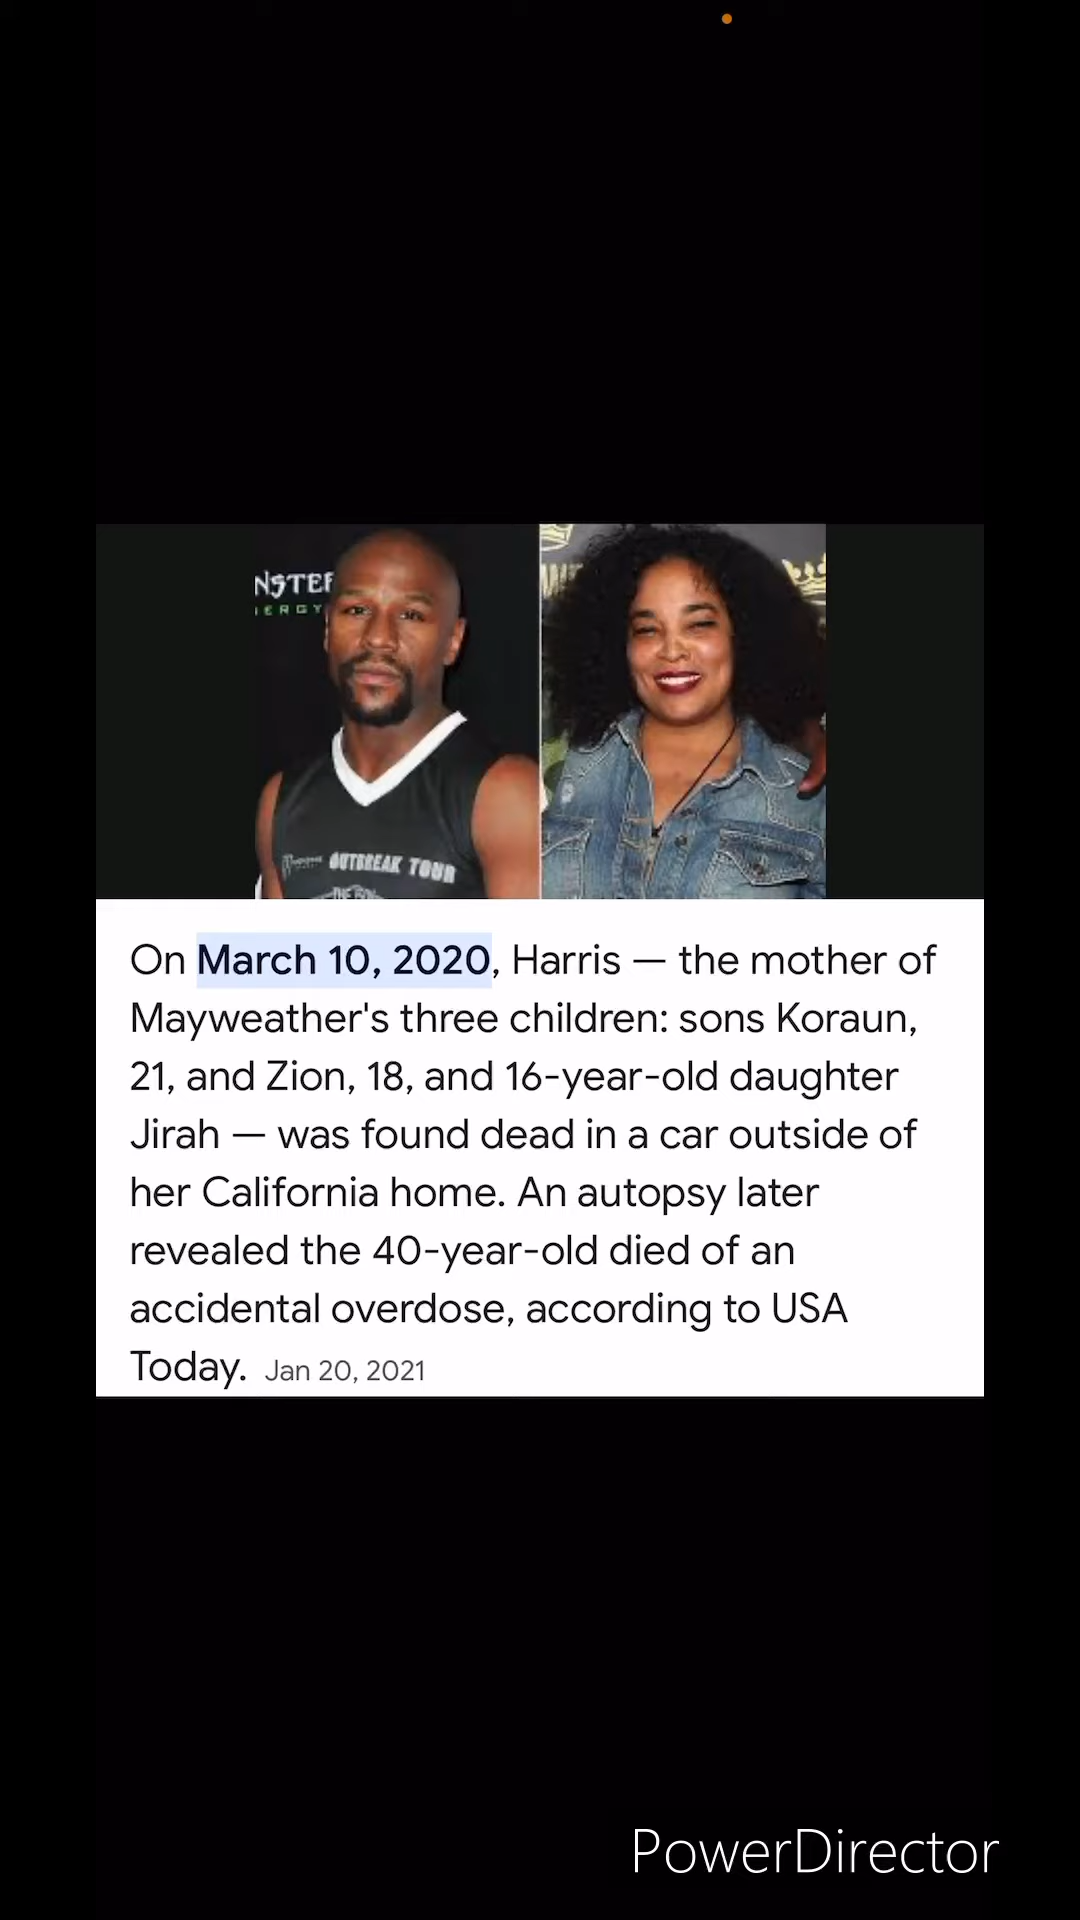 NSTER
ERGY
OUTBREAK TOUR
On March 10, 2020, Harris — the mother of
Mayweather's three children: sons Koraun,
21, and Zion, 18, and 16-year-old daughter
Jirah — was found dead in a car outside of
her California home. An autopsy later
revealed the 40-year-old died of an
accidental overdose, according to USA
Today. Jan 20, 2021
PowerDirector